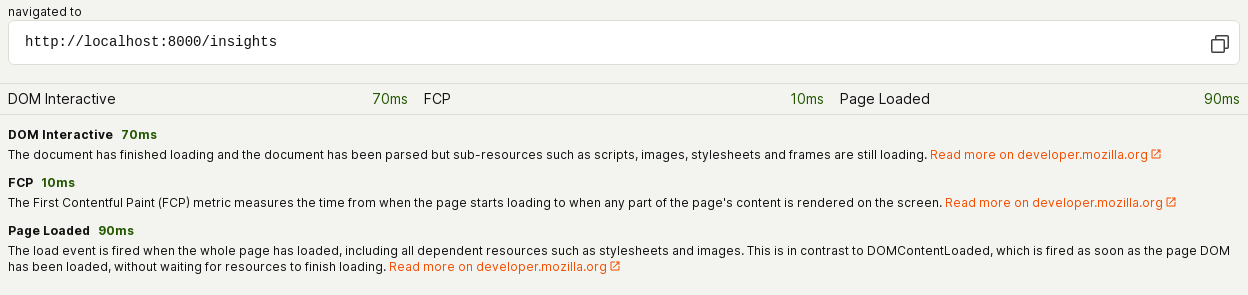 navigated to
http://localhost:8000/insights
DOM Interactive 70ms FCP 10ms Page Loaded 90ms
DOM Interactive 70ms
The document has finished loading and the document has been parsed but sub-resources such as scripts, images, stylesheets and frames are still loading. Read more on developer.mozilla.org
FCP 10ms
The First Contentful Paint (FCP) metric measures the time from when the page starts loading to when any part of the page's content is rendered on the screen. Read more on developer.mozilla.org
Page Loaded 90ms
The load event is fired when the whole page has loaded, including all dependent resources such as stylesheets and images. This is in contrast to DOMContentLoaded, which is fired as soon as the page DOM
has been loaded, without waiting for resources to finish loading. Read more on developer.mozilla.org